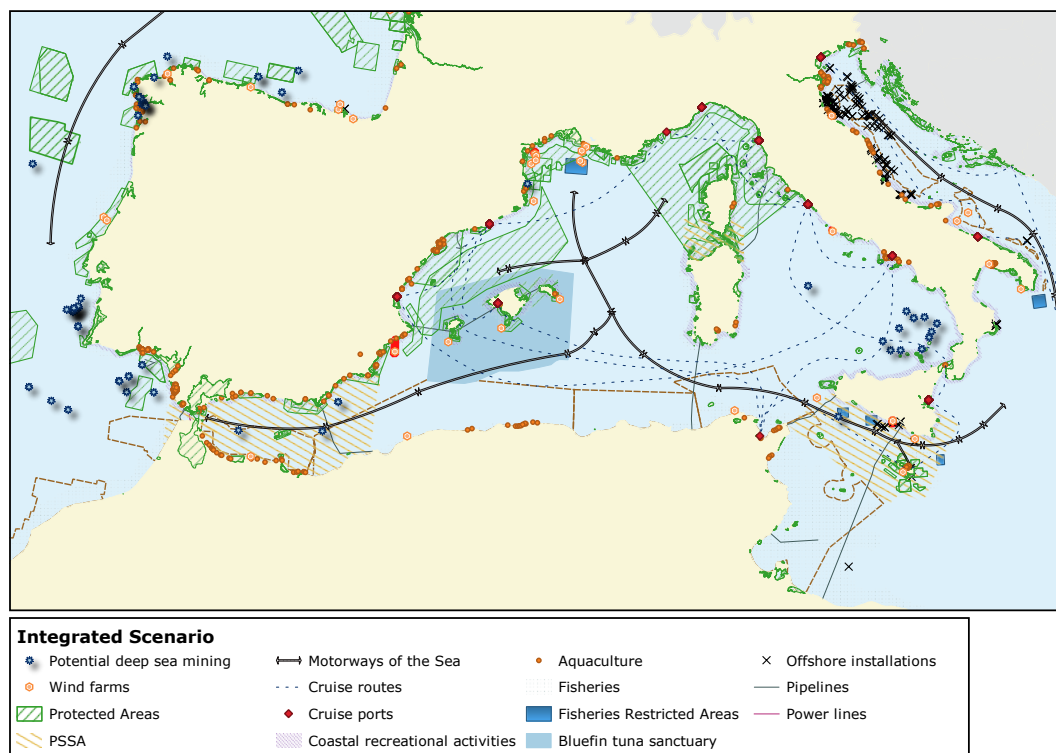 Integrated Scenario
Potential deep sea mining
Motorways of the Sea
Aquaculture
Offshore installations
Wind farms
Cruise routes
Fisheries
Pipelines
Protected Areas
Cruise ports
Fisheries Restricted Areas
Power lines
PSSA
Coastal recreational activities
Bluefin tuna sanctuary